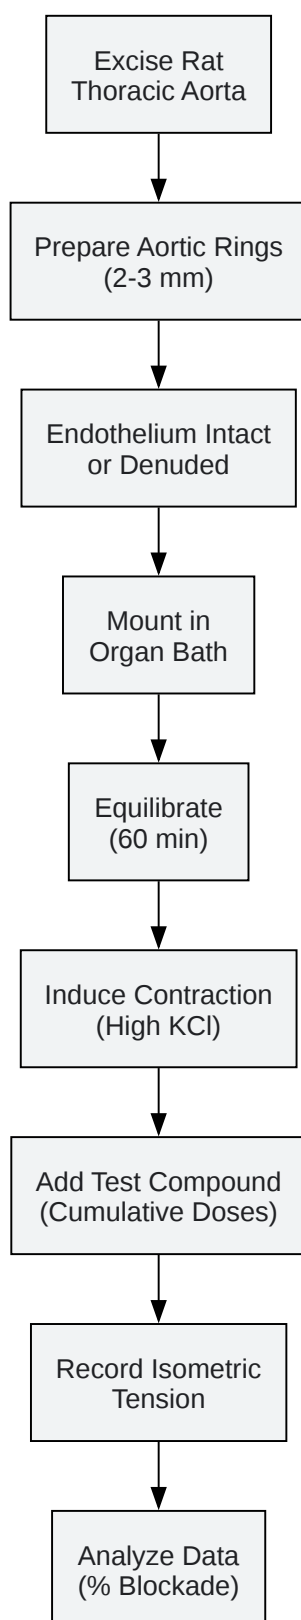 Excise Rat
Thoracic Aorta
Prepare Aortic Rings
(2-3 mm)
Endothelium Intact
or Denuded
Mount in
Organ Bath
Equilibrate
(60 min)
Induce Contraction
(High KCl)
Add Test Compound
(Cumulative Doses)
Record Isometric
Tension
Analyze Data
(% Blockade)